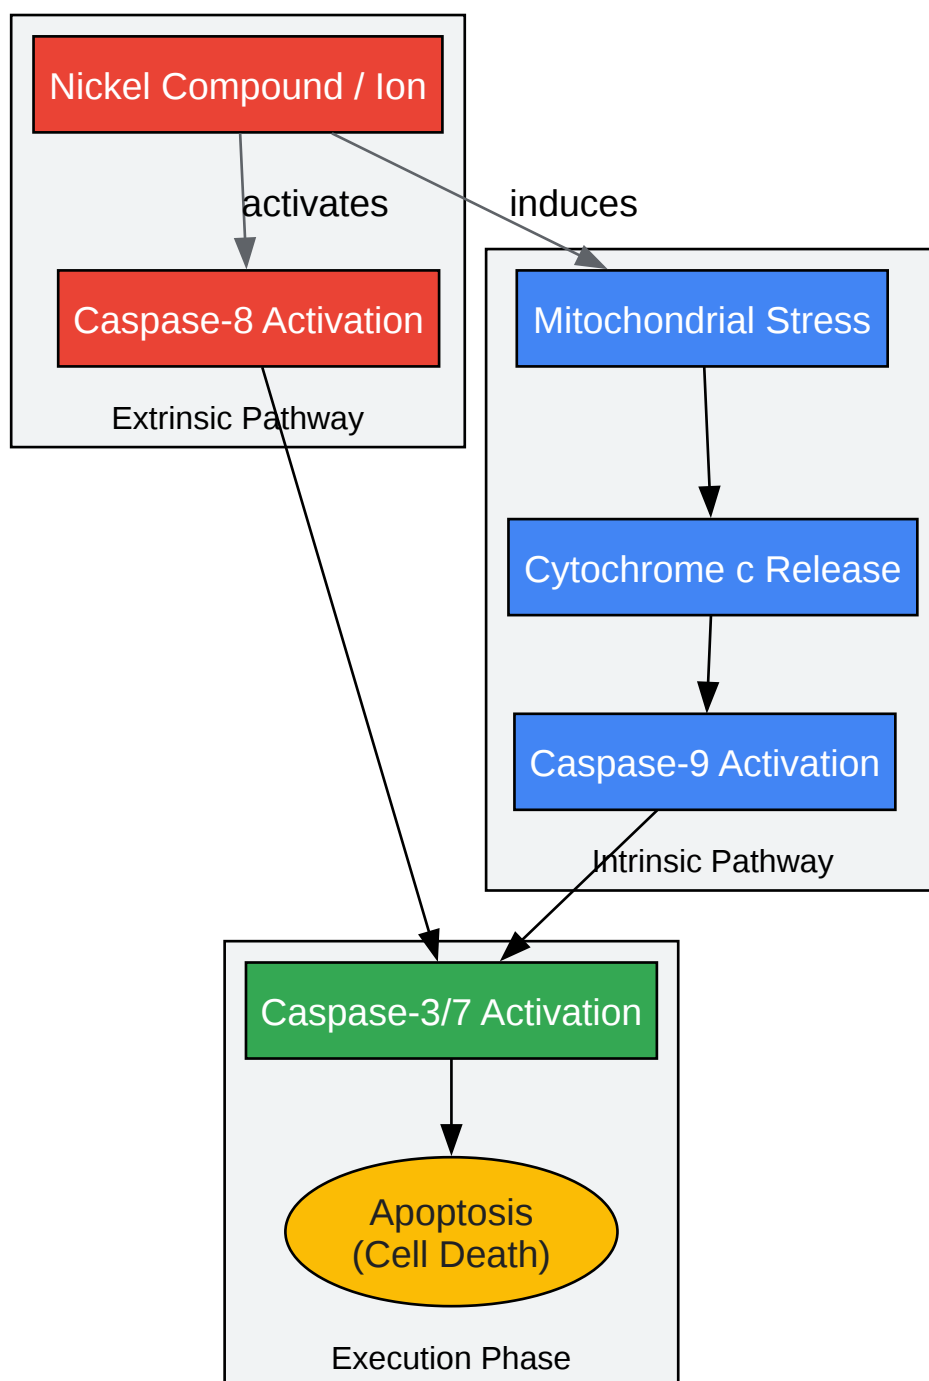 Nickel Compound / Ion
activates
induces
Caspase-8 Activation
Mitochondrial Stress
Extrinsic Pathway
Cytochrome c Release
Caspase-9 Activation
Intrinsic Pathway
Caspase-3/7 Activation
Apoptosis
(Cell Death)
Execution Phase